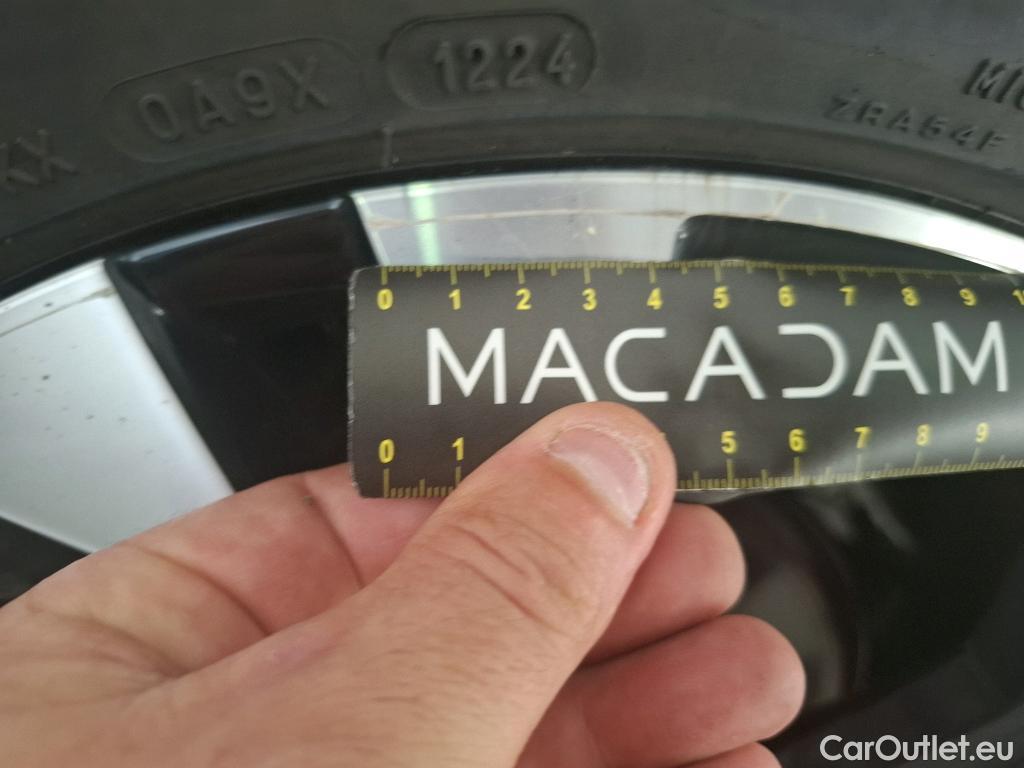 0A9X 1224
ZRA54F
0 1 2 3 4 5 6 7 8 9
MACADAM
0 1 5 6 7 8 9
CarOutlet.eu